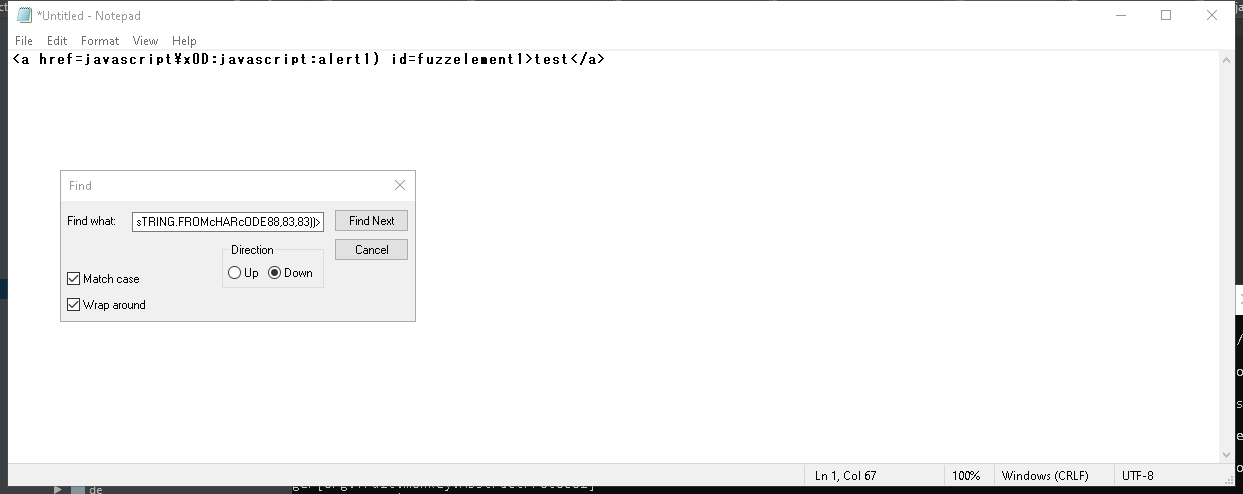 *Untitled - Notepad
File Edit Format View Help
<a href=javascript¥x0D:javascript:alert1) id=fuzzelement1>test</a>
Find
Find what: sTRING.FROMcHARcODE88,83,83))> Find Next
Direction Cancel
Up Down
Match case
Wrap around
Ln 1, Col 67 100% Windows (CRLF) UTF-8
de